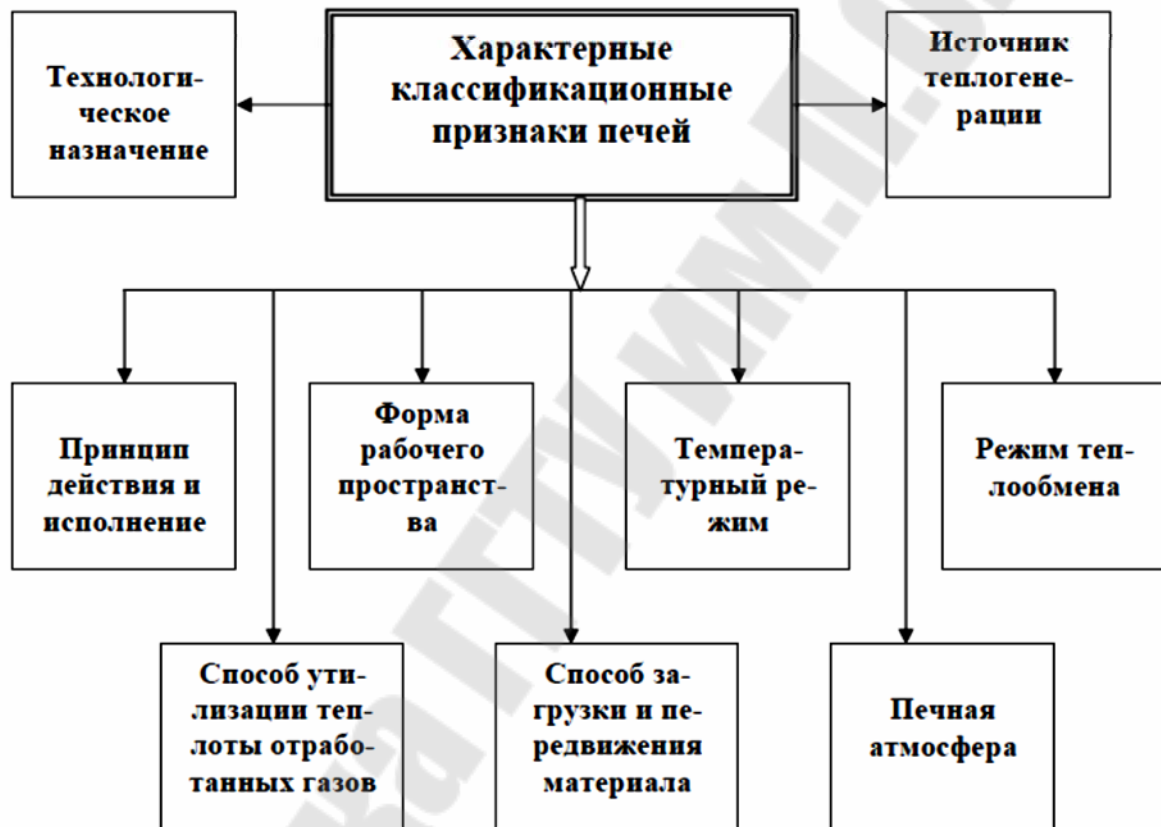 Технологи-
ческое
назначение
Характерные
классификационные
признаки печей
Источник
теплогене-
рации
Принцип
действия и
исполнение
Форма
рабочего
пространст-
ва
Темпера-
турный ре-
жим
Режим теп-
лообмена
Способ ути-
лизации теп-
лоты отрабо-
танных газов
Способ за-
грузки и пе-
редвижения
материала
Печная
атмосфера
ГГТУ им.П.О